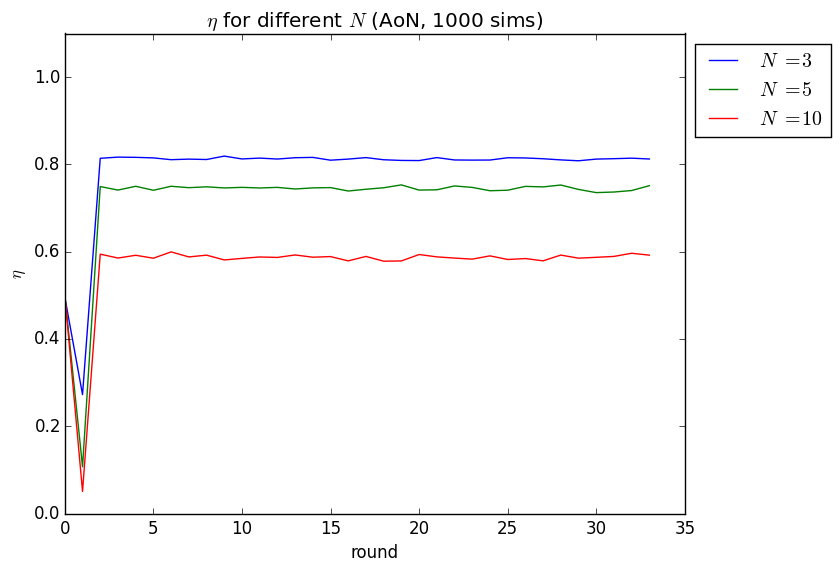 η for different N (AoN, 1000 sims)
N = 3
N = 5
N = 10
1.0
0.8
0.6
0.4
0.2
0.0
η
0 5 10 15 20 25 30 35
round